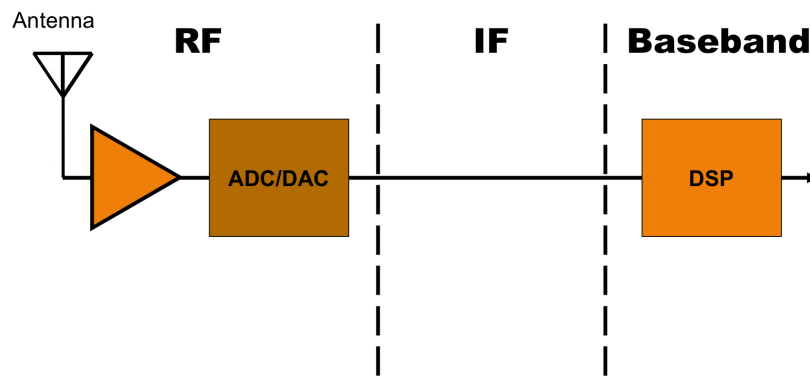 Antenna
RF
IF
Baseband
ADC/DAC
DSP